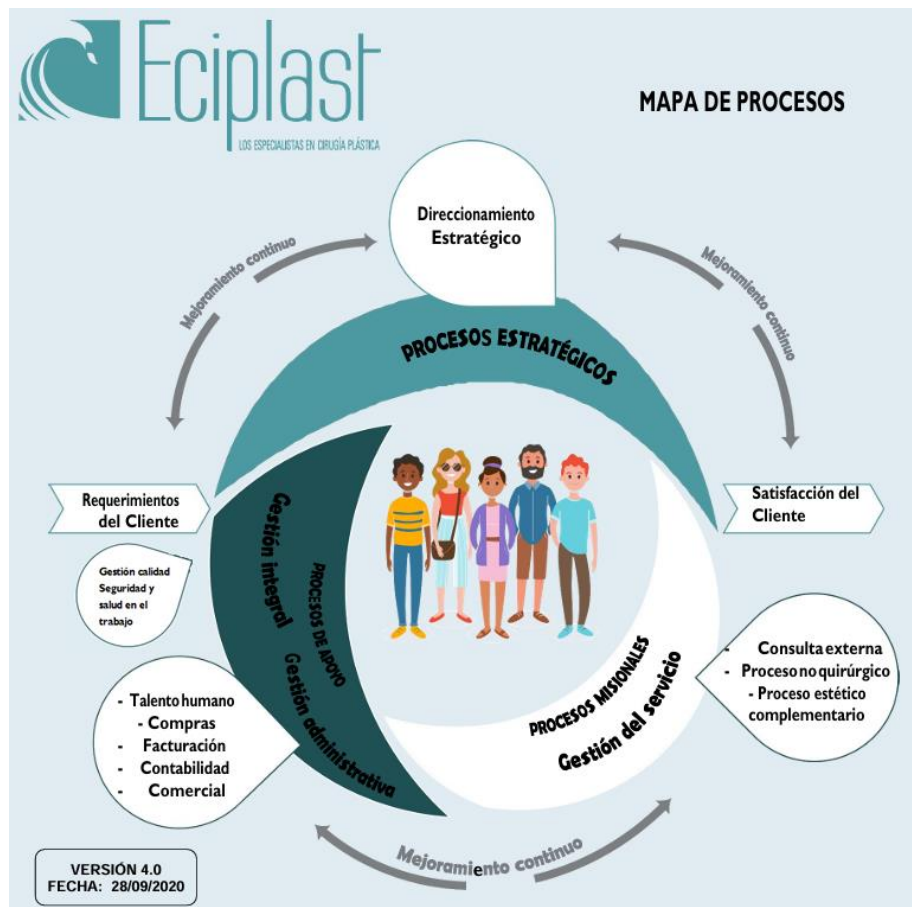 Eciplast
LOS ESPECIALISTAS EN CIRUGÍA PLÁSTICA
MAPA DE PROCESOS
Direccionamiento
Estratégico
Mejoramiento continuo
Mejoramiento continuo
PROCESOS ESTRATÉGICOS
Requerimientos
del Cliente
Satisfacción del
Cliente
Gestión calidad
Seguridad y
salud en el
trabajo
Gestión integral
PROCESOS DE APOYO
Gestión administrativa
- Talento humano
- Compras
- Facturación
- Contabilidad
- Comercial
PROCESOS MISIONALES
Gestión del servicio
- Consulta externa
- Proceso no quirúrgico
- Proceso estético
complementario
Mejoramiento continuo
VERSIÓN 4.0
FECHA: 28/09/2020